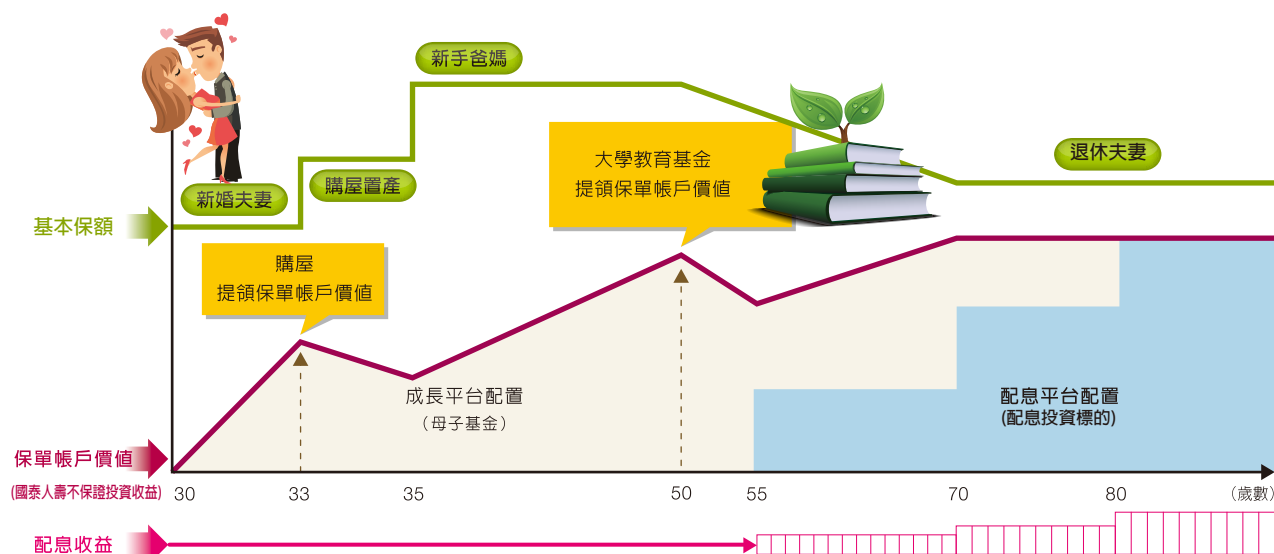 新手爸媽
大學教育基金
提領保單帳戶價值
退休夫妻
購屋置產
新婚夫妻
基本保額
購屋
提領保單帳戶價值
成長平台配置
（母子基金）
配息平台配置
(配息投資標的)
保單帳戶價值
(國泰人壽不保證投資收益)
30 33 35 50 55 70 80 （歲數）
配息收益